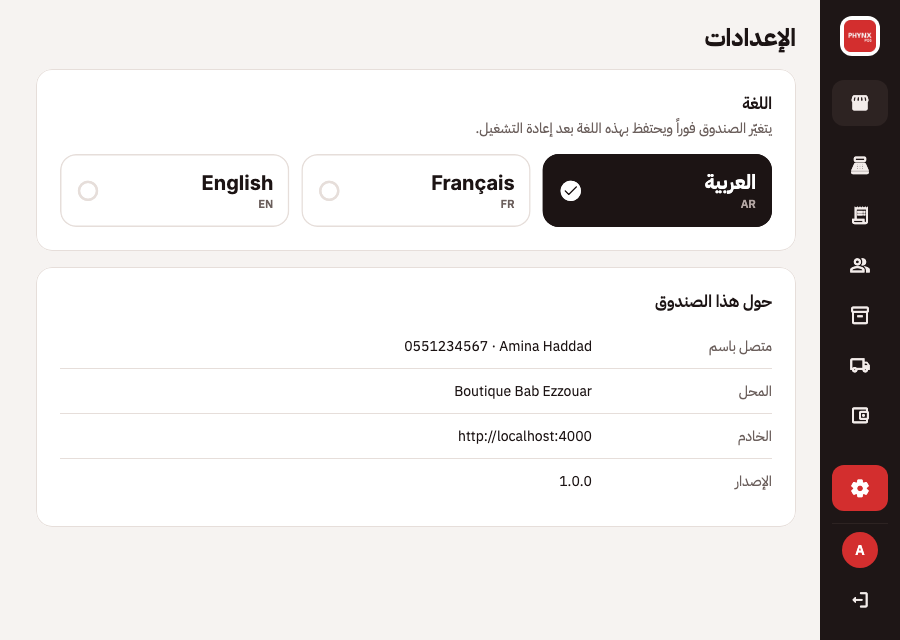 PHYNX
POS
الإعدادات
اللغة
يتغيّر الصندوق فوراً ويحتفظ بهذه اللغة بعد إعادة التشغيل.
العربية
AR
Français
FR
English
EN
حول هذا الصندوق
متصل باسم
0551234567 · Amina Haddad
المحل
Boutique Bab Ezzouar
الخادم
http://localhost:4000
الإصدار
1.0.0
A